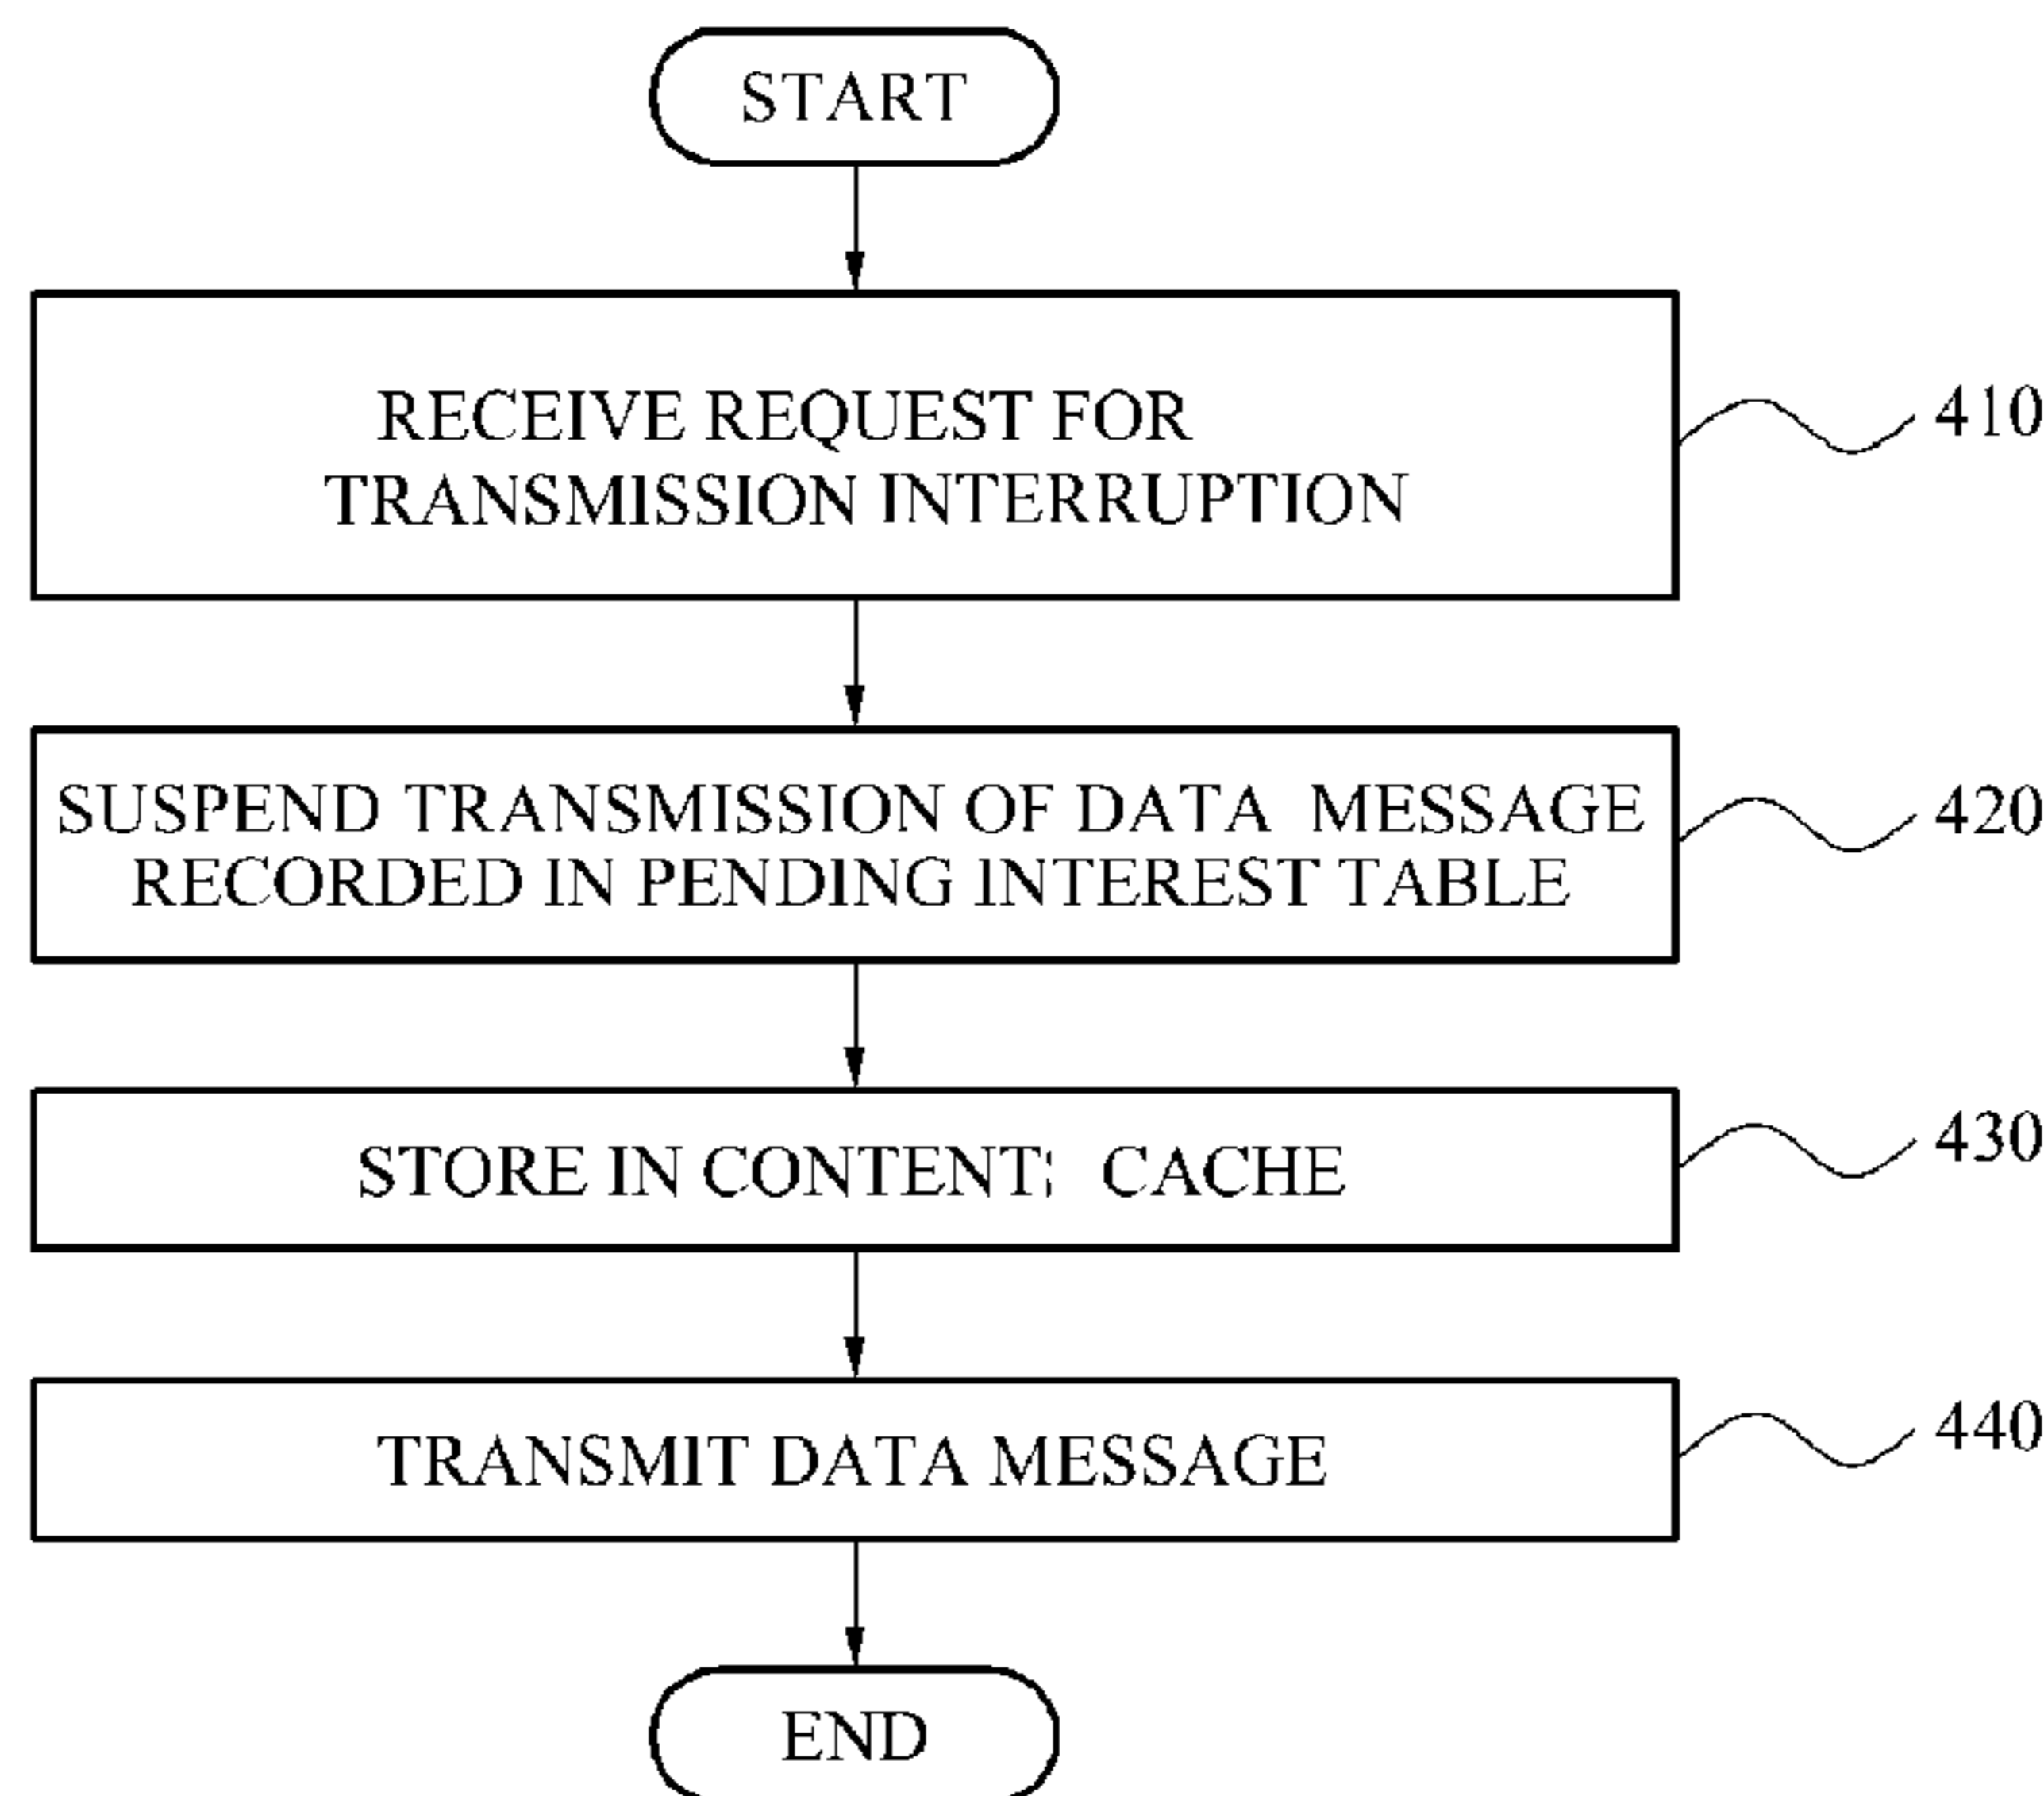 START
RECEIVE REQUEST FOR
TRANSMISSION INTERRUPTION
410
SUSPEND TRANSMISSION OF DATA MESSAGE
RECORDED IN PENDING INTEREST TABLE
420
STORE IN CONTENT CACHE
430
TRANSMIT DATA MESSAGE
440
END